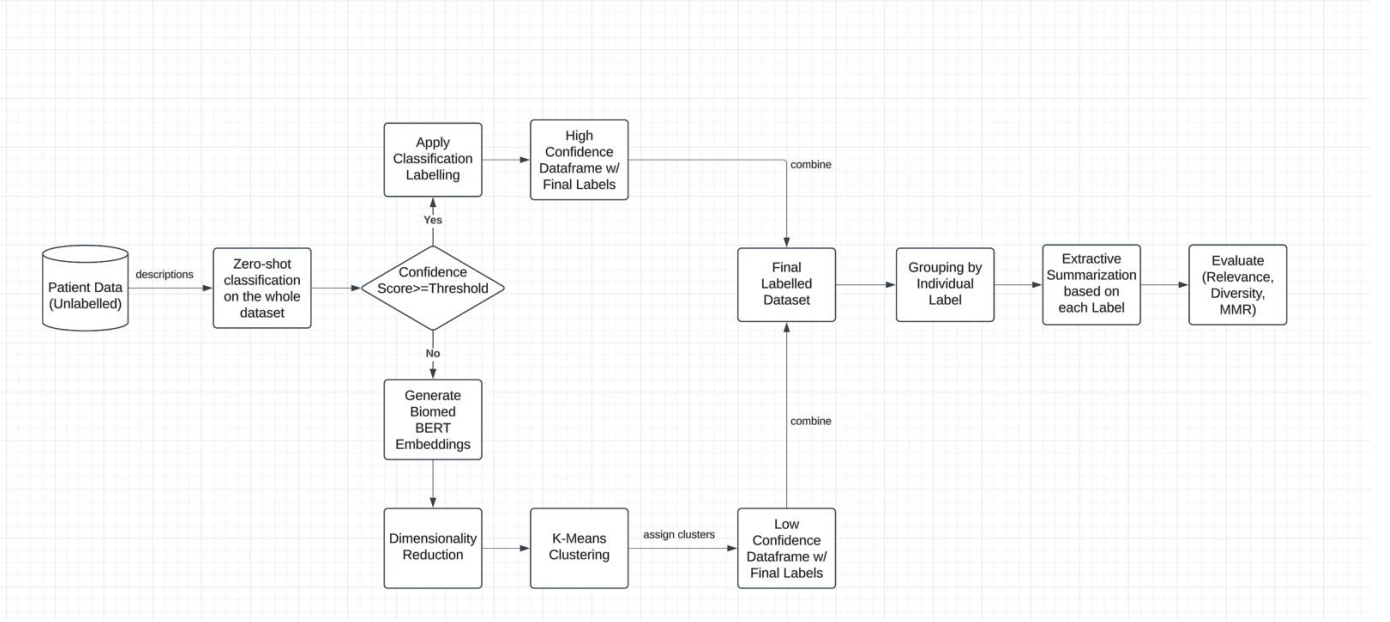 Patient Data
(Unlabelled)
descriptions
Zero-shot
classification
on the whole
dataset
Confidence
Score>=Threshold
Yes
Apply
Classification
Labelling
High
Confidence
Dataframe w/
Final Labels
combine
No
Generate
Biomed
BERT
Embeddings
Dimensionality
Reduction
K-Means
Clustering
assign clusters
Low
Confidence
Dataframe w/
Final Labels
combine
Final
Labelled
Dataset
Grouping by
Individual
Label
Extractive
Summarization
based on
each Label
Evaluate
(Relevance,
Diversity,
MMR)